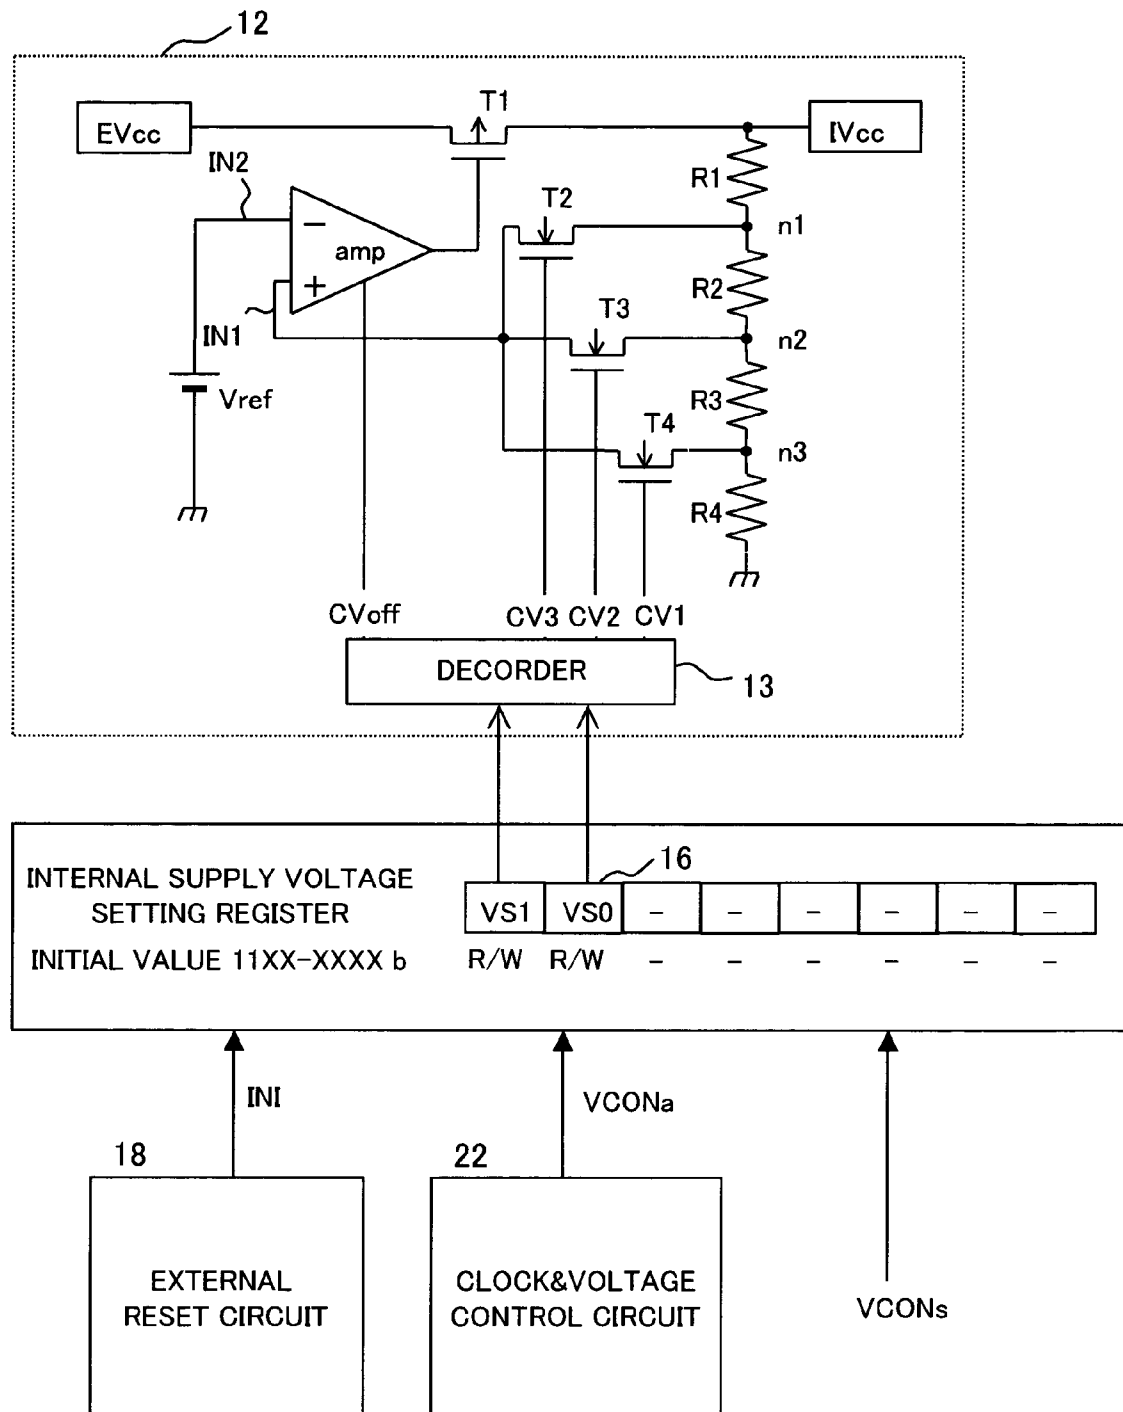 12
EVcc
T1
IVcc
IN2
R1
T2
n1
amp
−
+
R2
IN1
T3
n2
Vref
R3
T4
n3
R4
CVoff
CV3 CV2 CV1
DECORDER
13
16
INTERNAL SUPPLY VOLTAGE
SETTING REGISTER
VS1 VS0 – – – – – –
INITIAL VALUE 11XX-XXXX b
R/W R/W – – – – – –
INI
VCONa
18
22
EXTERNAL
RESET CIRCUIT
CLOCK&VOLTAGE
CONTROL CIRCUIT
VCONs